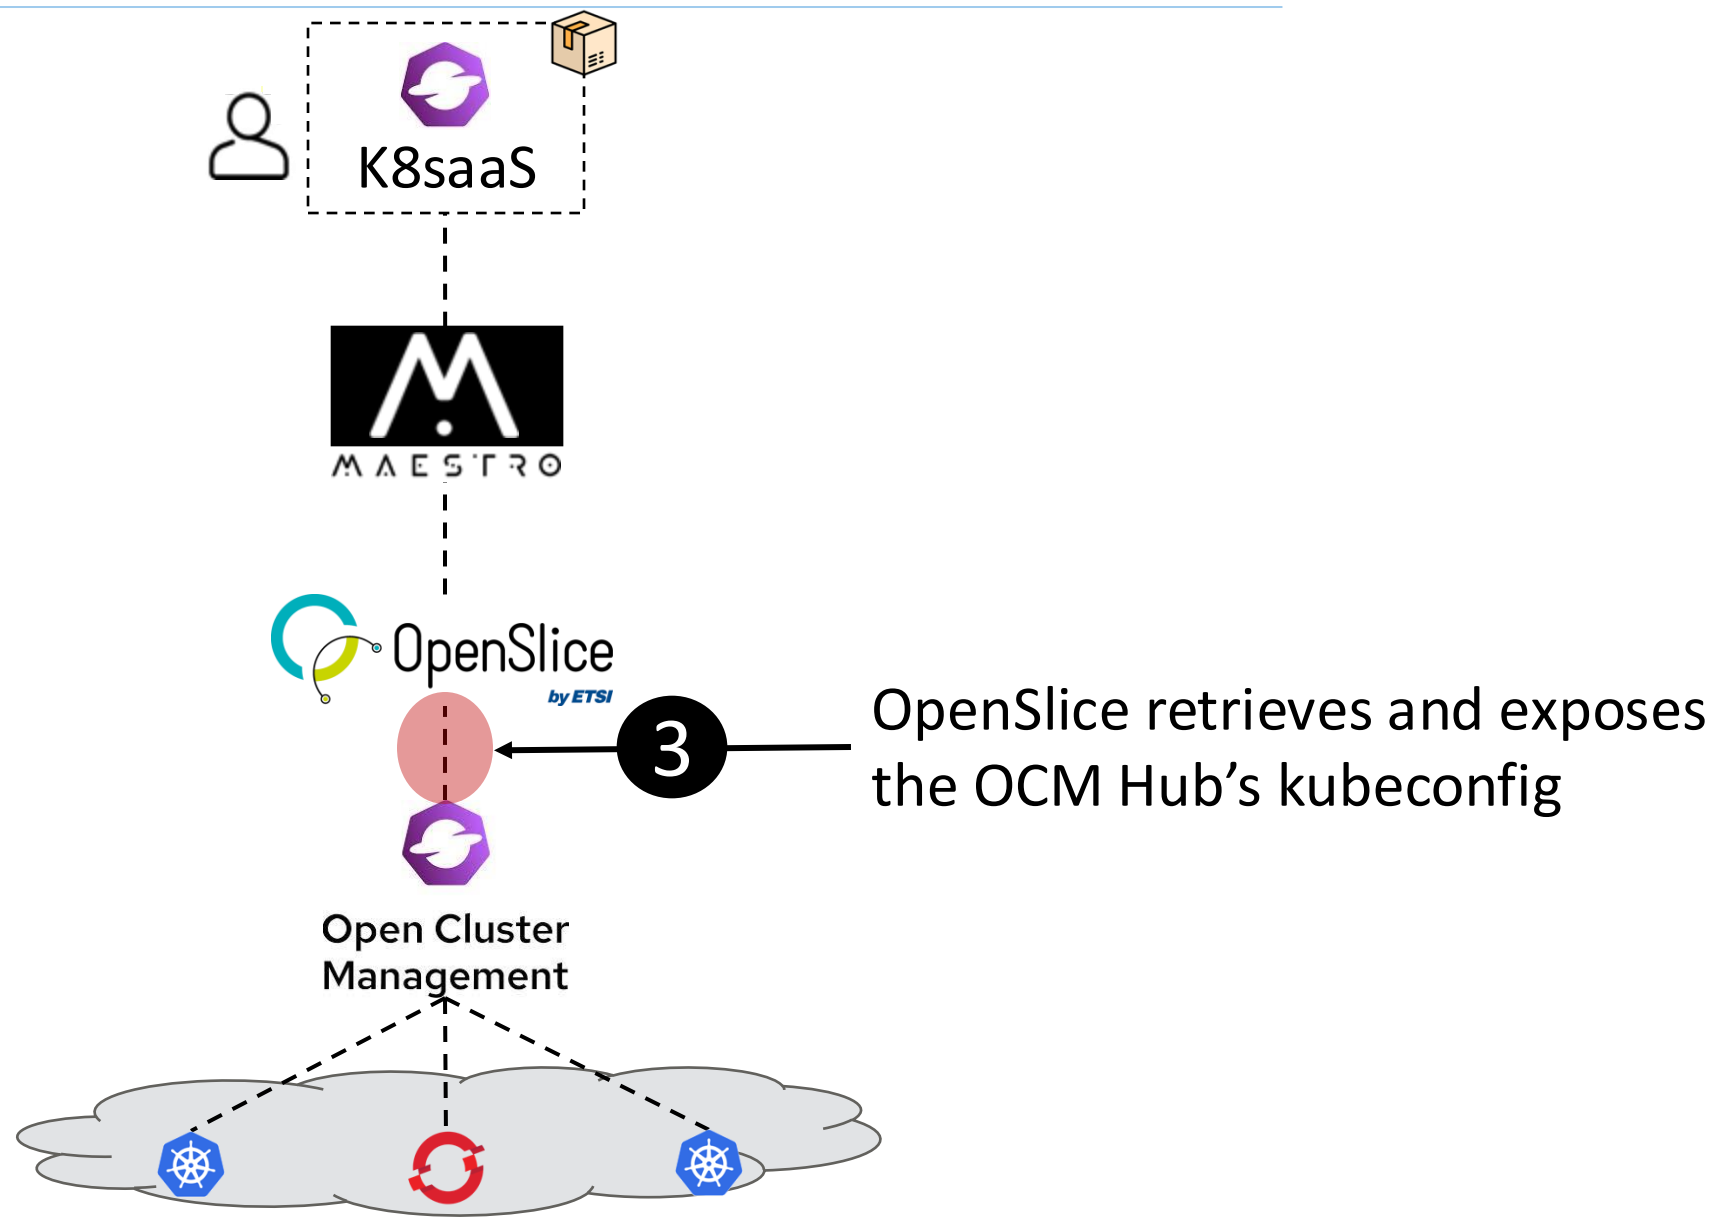 K8saaS
MAESTRO
OpenSlice
by ETSI
3
OpenSlice retrieves and exposes
the OCM Hub’s kubeconfig
Open Cluster
Management